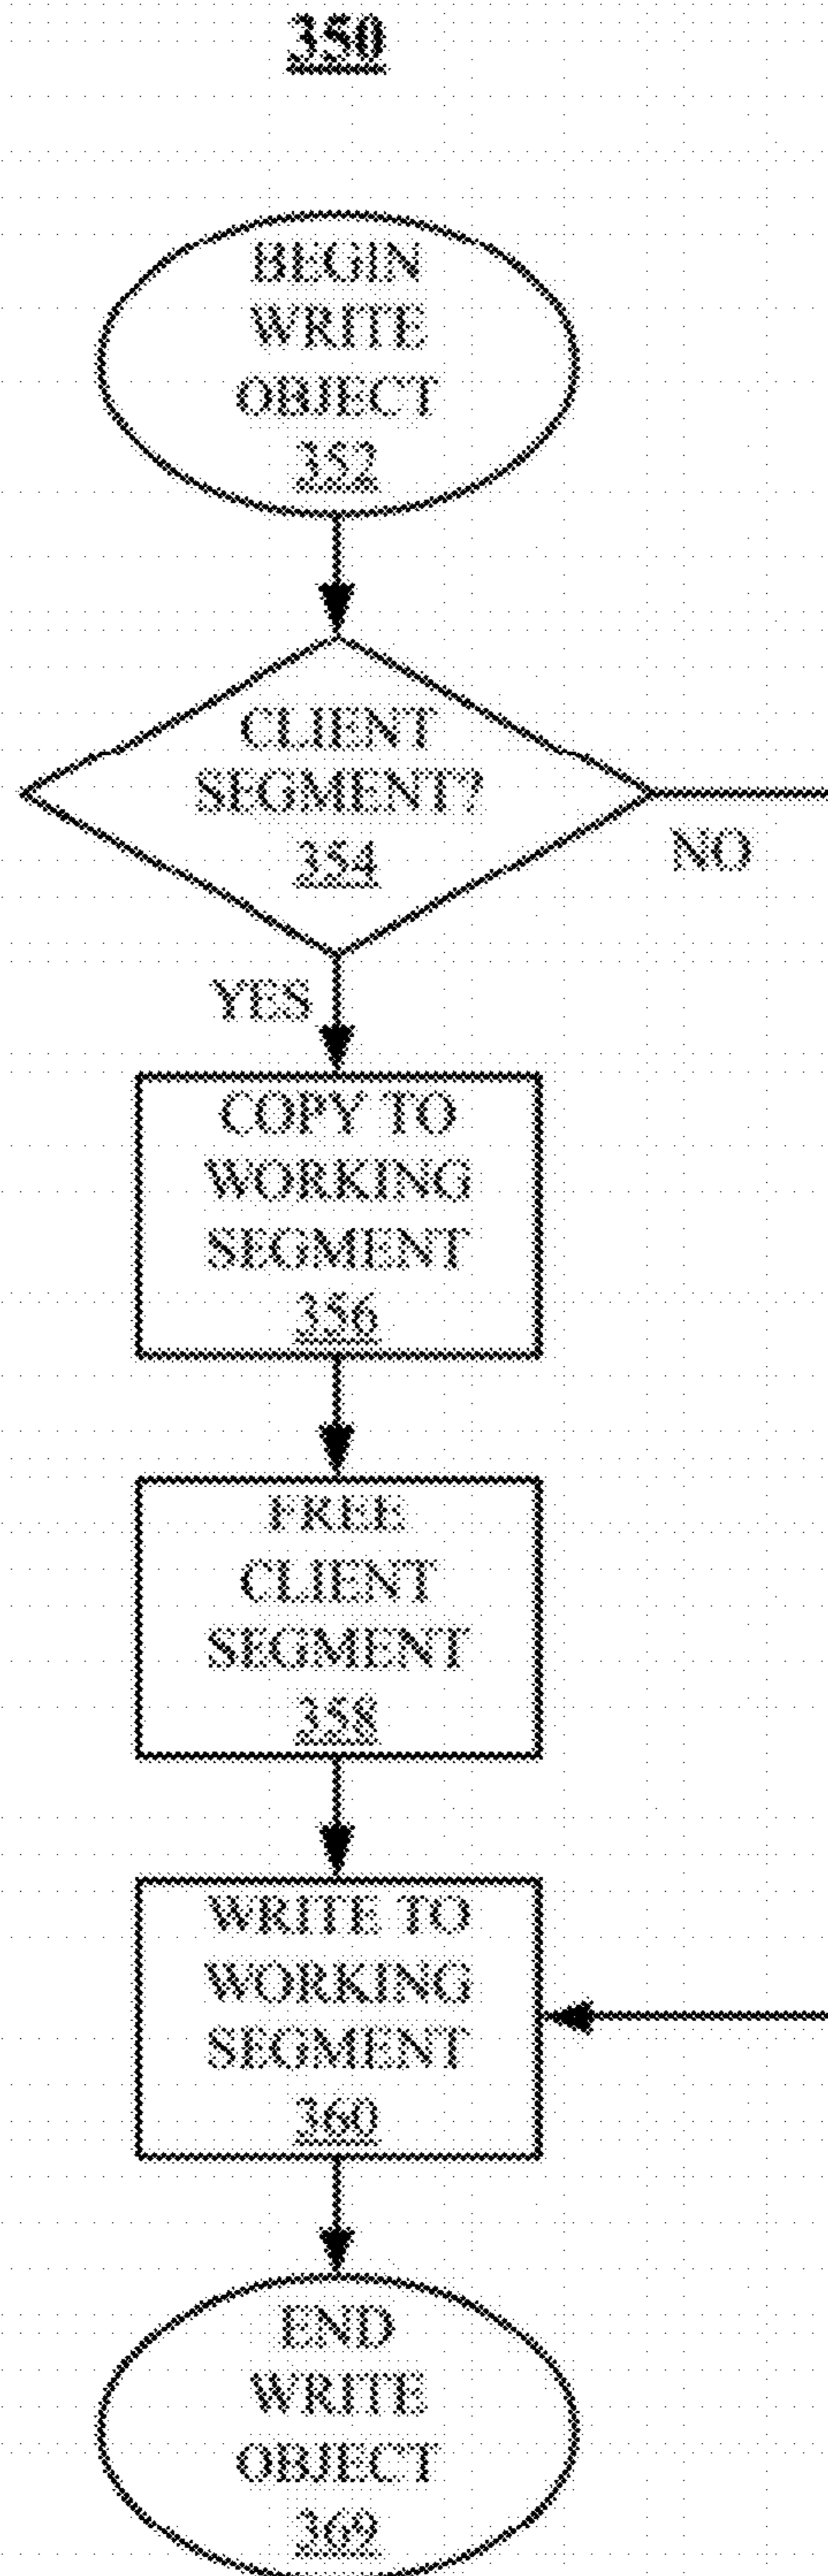 350
BEGIN
WRITE
OBJECT
352
CLIENT
SEGMENT?
354
NO
YES
COPY TO
WORKING
SEGMENT
356
FREE
CLIENT
SEGMENT
358
WRITE TO
WORKING
SEGMENT
360
END
WRITE
OBJECT
369